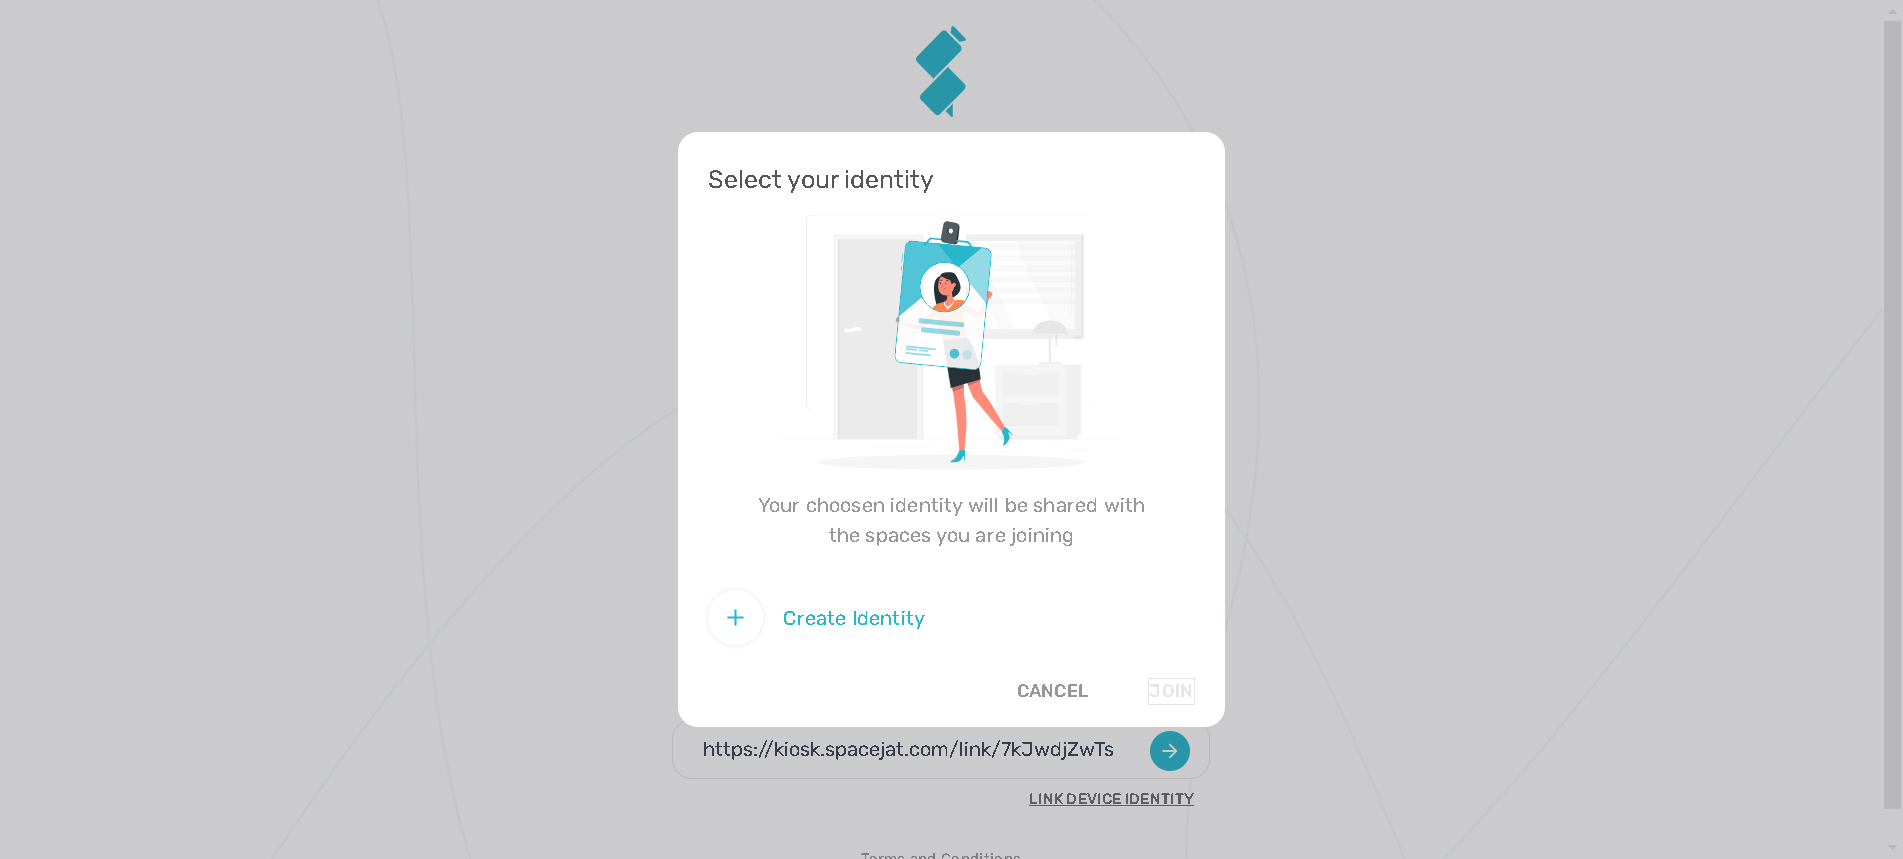 Select your identity
Your choosen identity will be shared with
the spaces you are joining
Create Identity
CANCEL
JOIN
https://kiosk.spacejat.com/link/7kJwdjZwTs
LINK DEVICE IDENTITY
Terms and Conditions